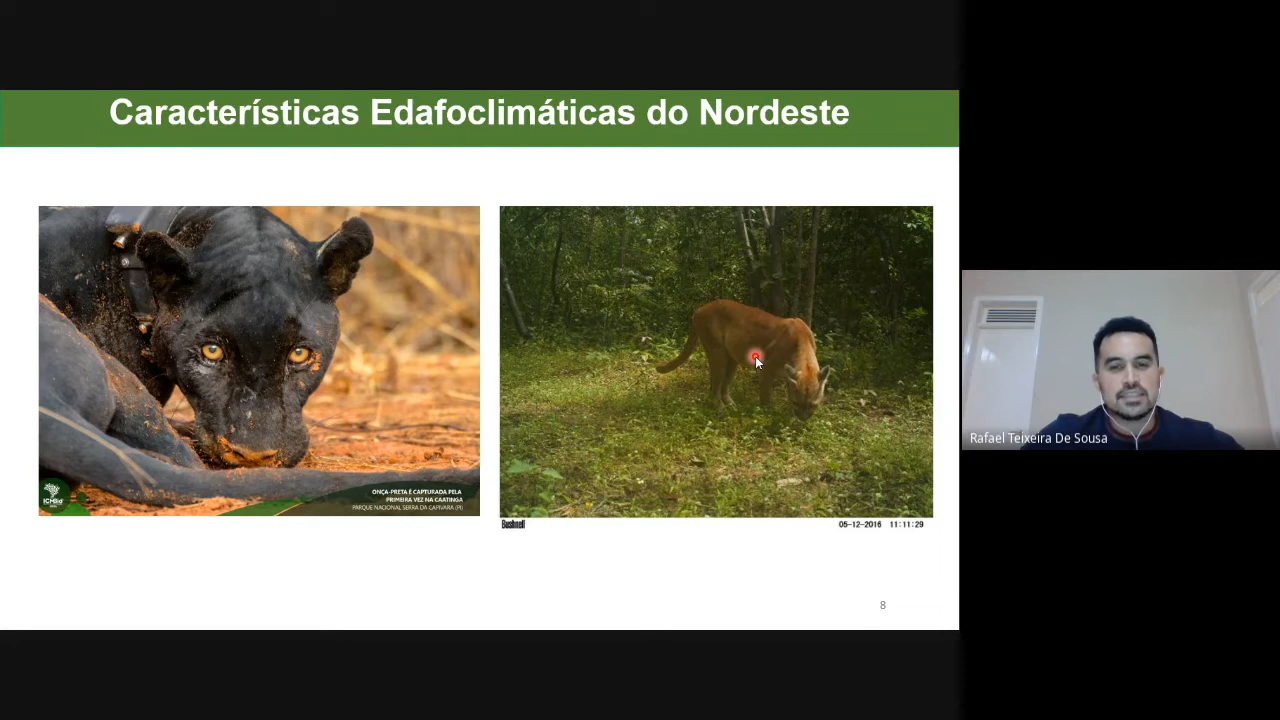 Características Edafoclimáticas do Nordeste
ICMBio
ONÇA-PRETA É CAPTURADA PELA
PRIMEIRA VEZ NA CAATINGA
PARQUE NACIONAL SERRA DA CAPIVARA (PI)
Bushnell
05-12-2016 11:11:29
8
Rafael Teixeira De Sousa